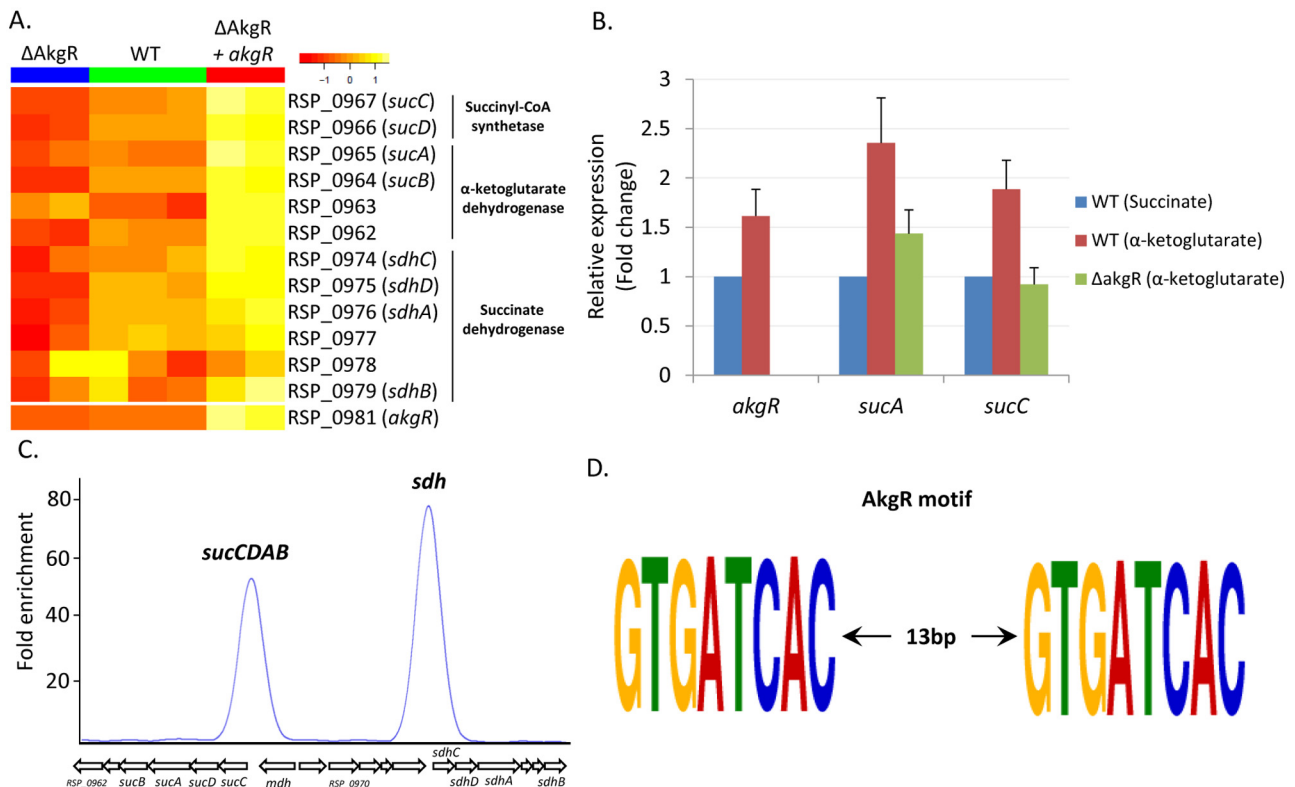 A.
ΔAkgR
WT
ΔAkgR
+ akgR
−1 0 1
RSP_0967 (sucC)
RSP_0966 (sucD)
RSP_0965 (sucA)
RSP_0964 (sucB)
RSP_0963
RSP_0962
RSP_0974 (sdhC)
RSP_0975 (sdhD)
RSP_0976 (sdhA)
RSP_0977
RSP_0978
RSP_0979 (sdhB)
RSP_0981 (akgR)
Succinyl-CoA
synthetase
α-ketoglutarate
dehydrogenase
Succinate
dehydrogenase
B.
Relative expression
(Fold change)
3
2.5
2
1.5
1
0.5
0
akgR sucA sucC
WT (Succinate)
WT (α-ketoglutarate)
ΔakgR (α-ketoglutarate)
C.
Fold enrichment
80
60
40
20
sucCDAB
sdh
sdhC
RSP_0962 sucB sucA sucD sucC mdh RSP_0970 sdhD sdhA sdhB
D.
AkgR motif
GTGATCAC 13bp GTGATCAC